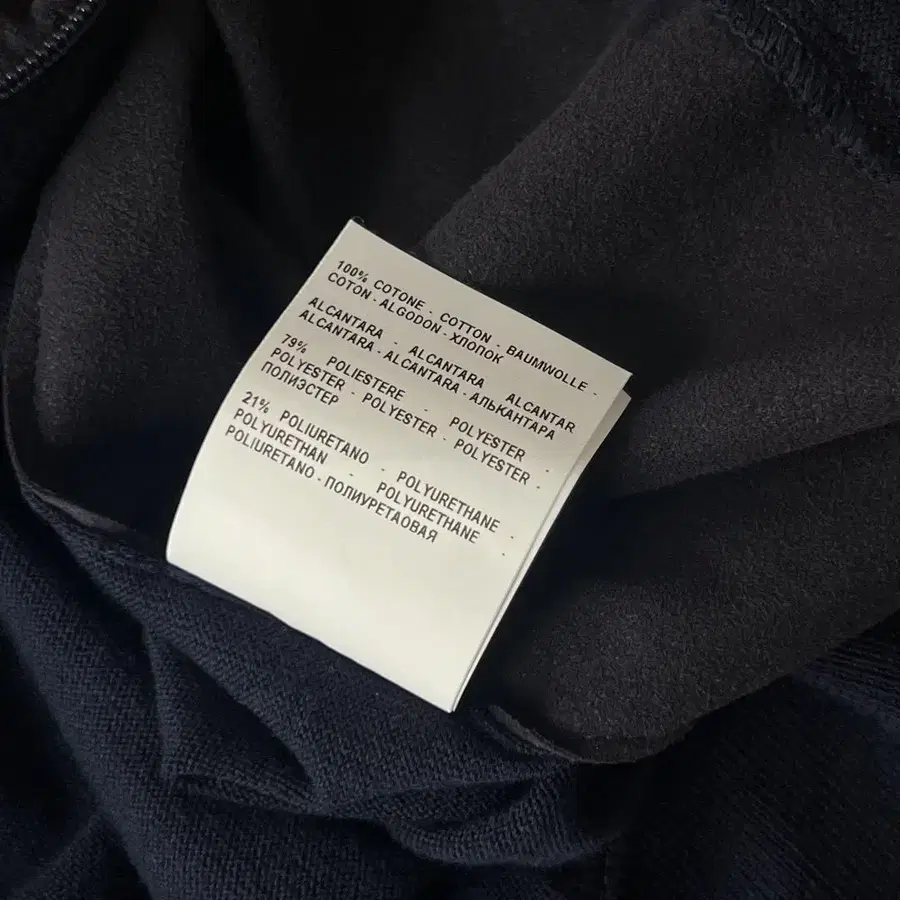 100% COTONE - COTTON - BAUMWOLLE -
COTON - ALGODON - ХЛОПОК
ALCANTARA - ALCANTARA ALCANTAR
ALCANTARA - ALCANTARA - АЛЬКАНТАРА
79% POLIESTERE - POLYESTER -
POLYESTER - POLYESTER - POLYESTER -
ПОЛИЭСТЕР
21% POLIURETANO - POLYURETHANE -
POLYURETHAN - POLYURETHANE -
POLIURETANO - ПОЛИУРЕТАОВАЯ